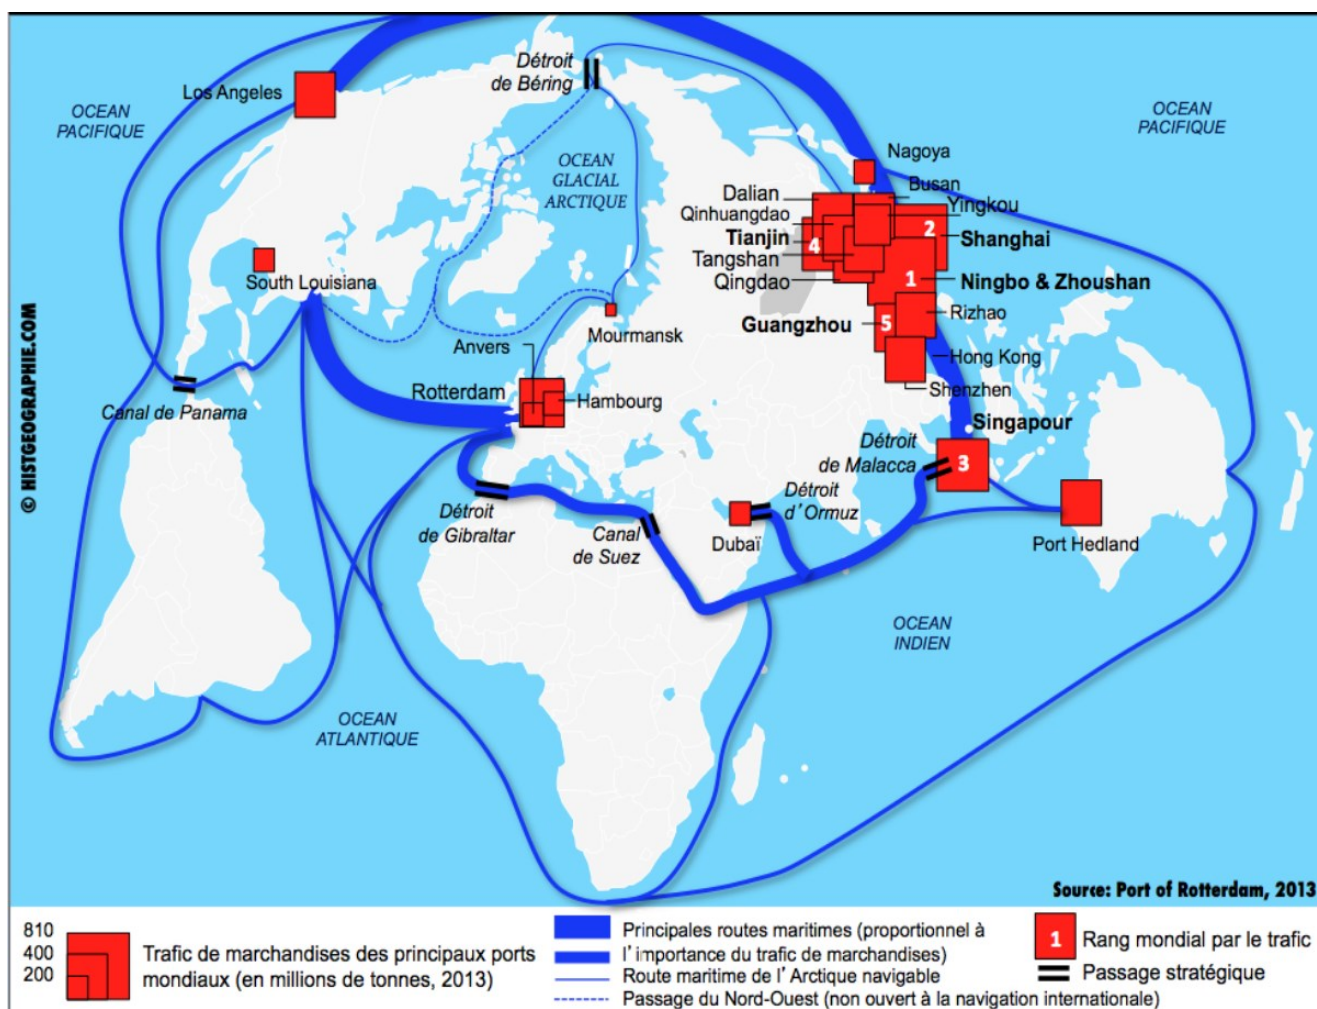 Détroit
de Béring
Los Angeles
OCEAN
PACIFIQUE
OCEAN
PACIFIQUE
OCEAN
GLACIAL
ARCTIQUE
Nagoya
Dalian
Busan
Qinhuangdao
Yingkou
Tianjin
4
2
Shanghai
Tangshan
Qingdao
1
Ningbo & Zhoushan
South Louisiana
Mourmansk
Guangzhou
5
Rizhao
Anvers
Hong Kong
Rotterdam
Hambourg
Shenzhen
Canal de Panama
Singapour
Détroit
de Malacca
3
Détroit
de Gibraltar
Canal
de Suez
Dubaï
Détroit
d'Ormuz
Port Hedland
OCEAN
INDIEN
OCEAN
ATLANTIQUE
© HISTGEOGRAPHIE.COM
Source: Port of Rotterdam, 2013
810
400
200
Trafic de marchandises des principaux ports
mondiaux (en millions de tonnes, 2013)
Principales routes maritimes (proportionnel à
l'importance du trafic de marchandises)
Route maritime de l'Arctique navigable
Passage du Nord-Ouest (non ouvert à la navigation internationale)
1
Rang mondial par le trafic
Passage stratégique